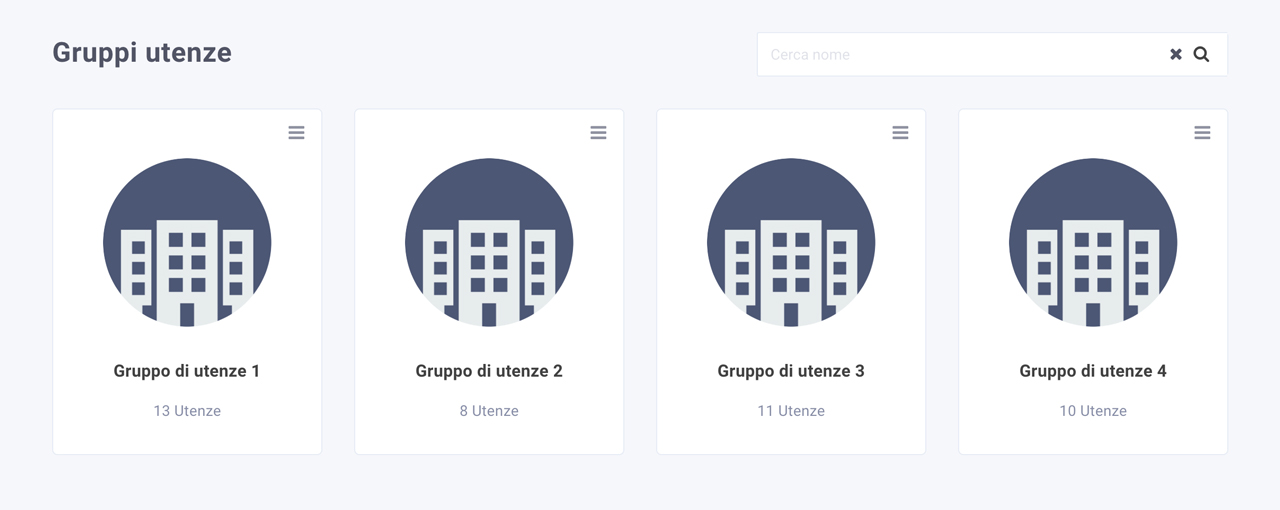 Gruppi utenze
Cerca nome
Gruppo di utenze 1
13 Utenze
Gruppo di utenze 2
8 Utenze
Gruppo di utenze 3
11 Utenze
Gruppo di utenze 4
10 Utenze